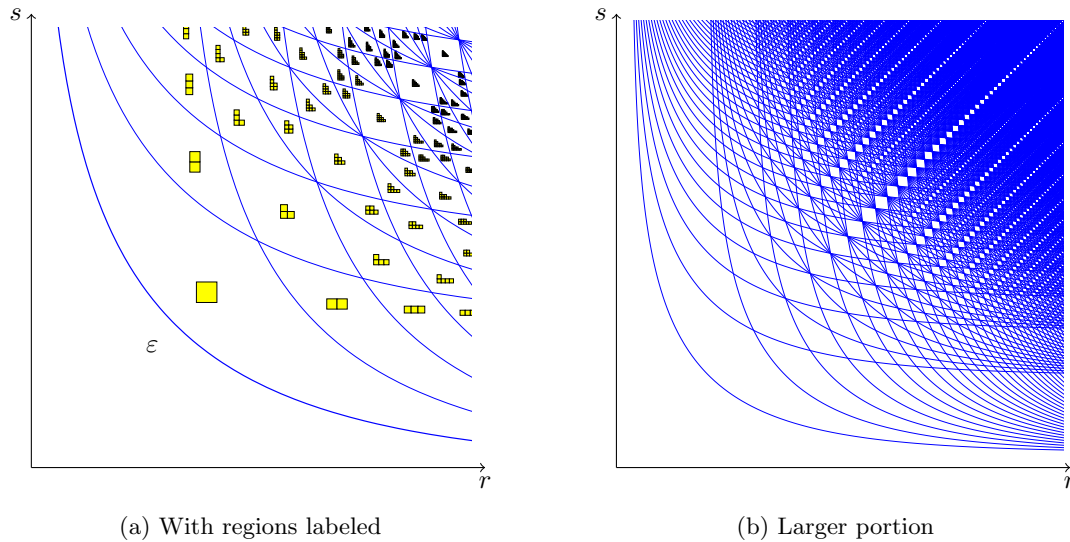 s
ε
r
(a) With regions labeled
s
r
(b) Larger portion